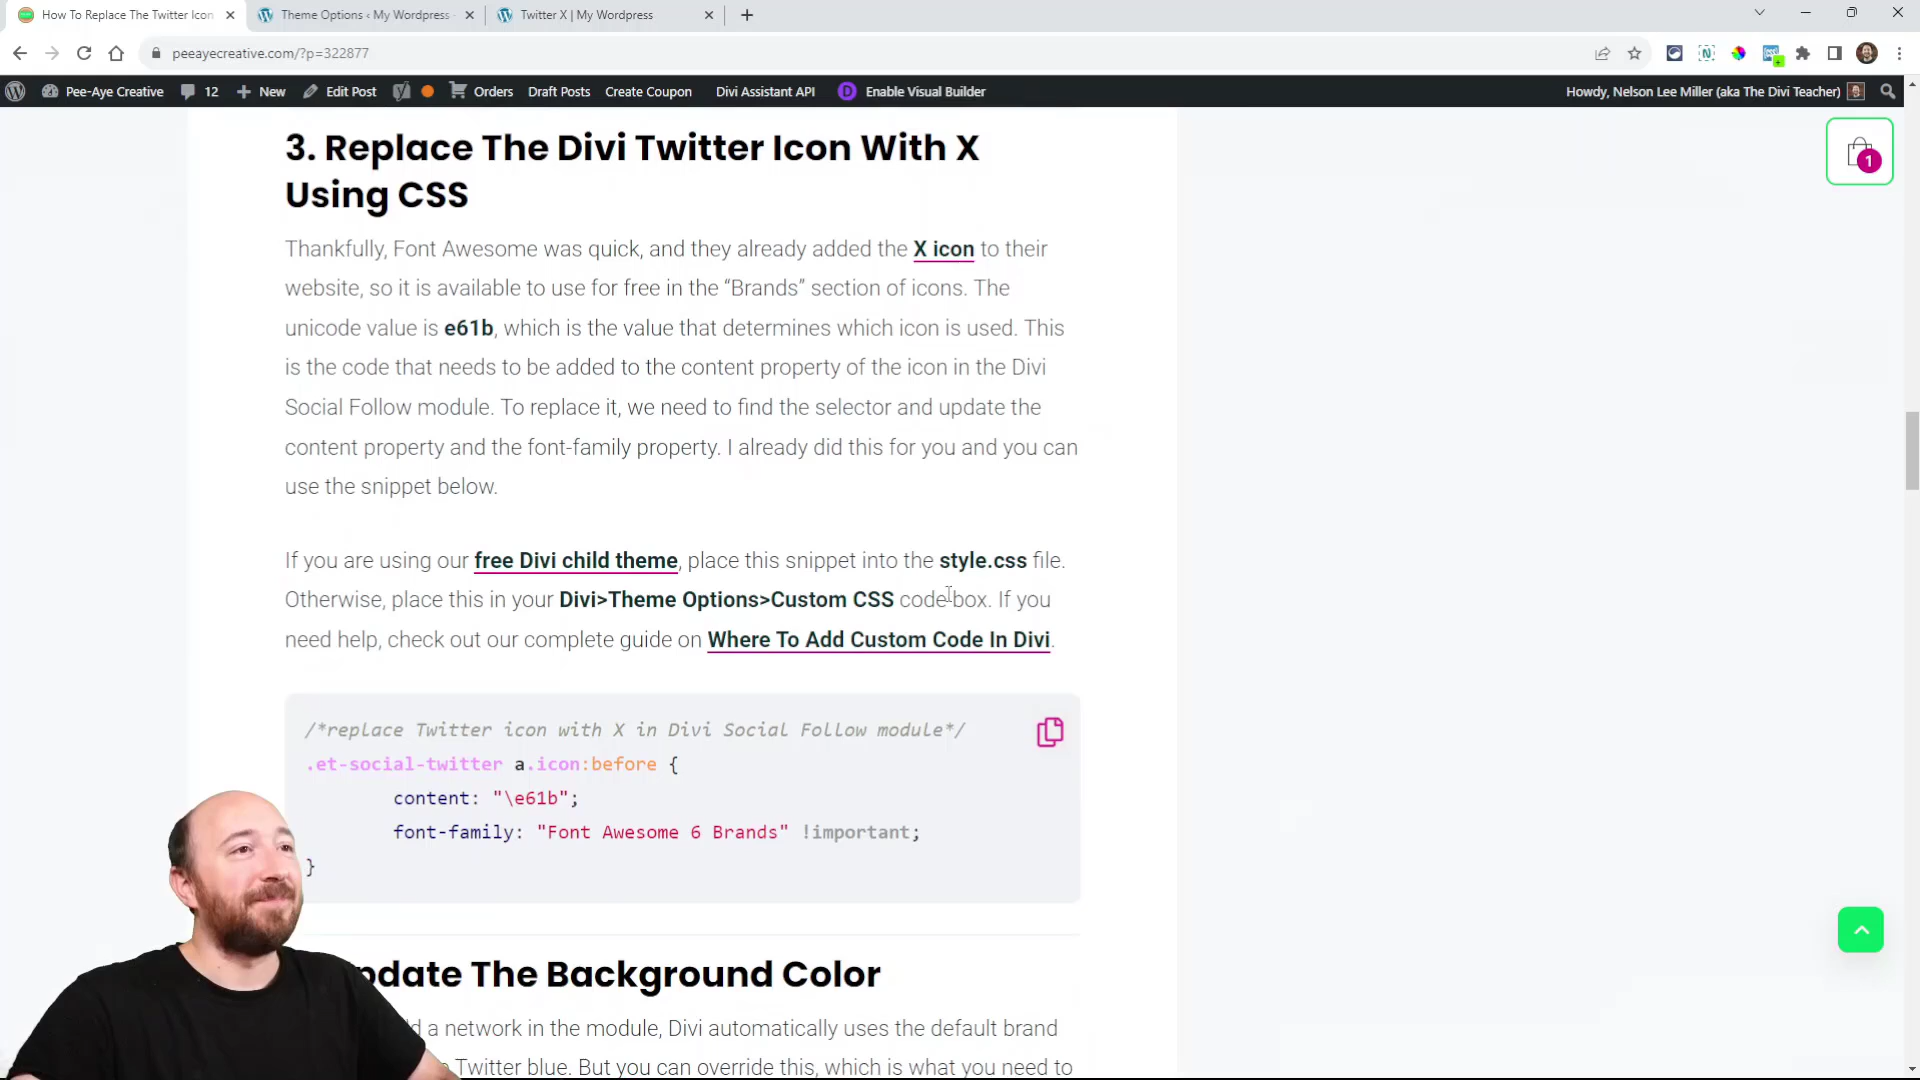 How To Replace The Twitter Icon
Theme Options ‹ My Wordpress
Twitter X | My Wordpress
peeayecreative.com/?p=322877
Pee-Aye Creative
12
New
Edit Post
Orders
Draft Posts
Create Coupon
Divi Assistant API
D
Enable Visual Builder
Howdy, Nelson Lee Miller (aka The Divi Teacher)
1
3. Replace The Divi Twitter Icon With X
Using CSS
Thankfully, Font Awesome was quick, and they already added the X icon to their
website, so it is available to use for free in the “Brands” section of icons. The
unicode value is e61b, which is the value that determines which icon is used. This
is the code that needs to be added to the content property of the icon in the Divi
Social Follow module. To replace it, we need to find the selector and update the
content property and the font-family property. I already did this for you and you can
use the snippet below.
If you are using our free Divi child theme, place this snippet into the style.css file.
Otherwise, place this in your Divi>Theme Options>Custom CSS code box. If you
need help, check out our complete guide on Where To Add Custom Code In Divi.
/*replace Twitter icon with X in Divi Social Follow module*/
.et-social-twitter a.icon:before {
content: "\e61b";
font-family: "Font Awesome 6 Brands" !important;
}
pdate The Background Color
d a network in the module, Divi automatically uses the default brand
Twitter blue. But you can override this, which is what you need to